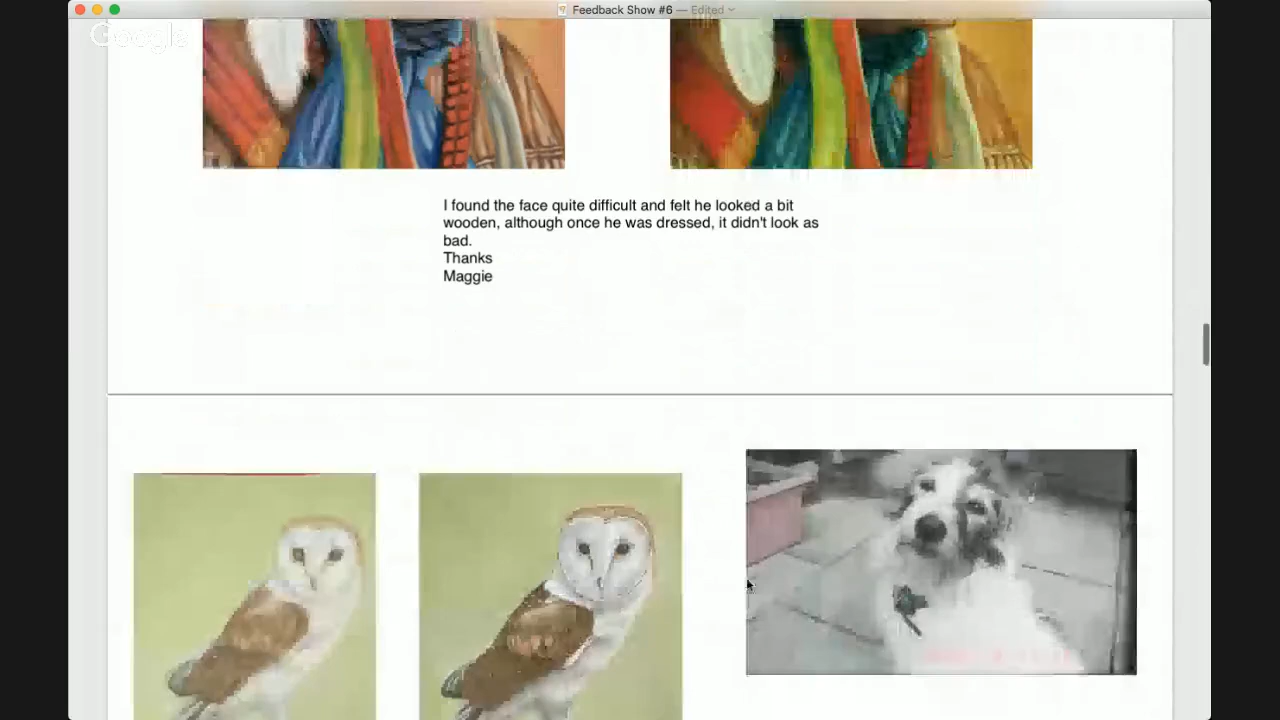 Feedback Show #6 — Edited
Google
I found the face quite difficult and felt he looked a bit
wooden, although once he was dressed, it didn't look as
bad.
Thanks
Maggie